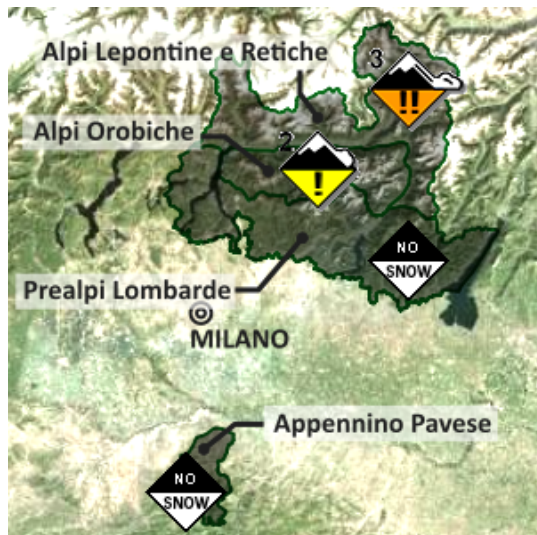 Alpi Lepontine e Retiche
3
!!
Alpi Orobiche
2
!
NO
SNOW
Prealpi Lombarde
MILANO
Appennino Pavese
NO
SNOW